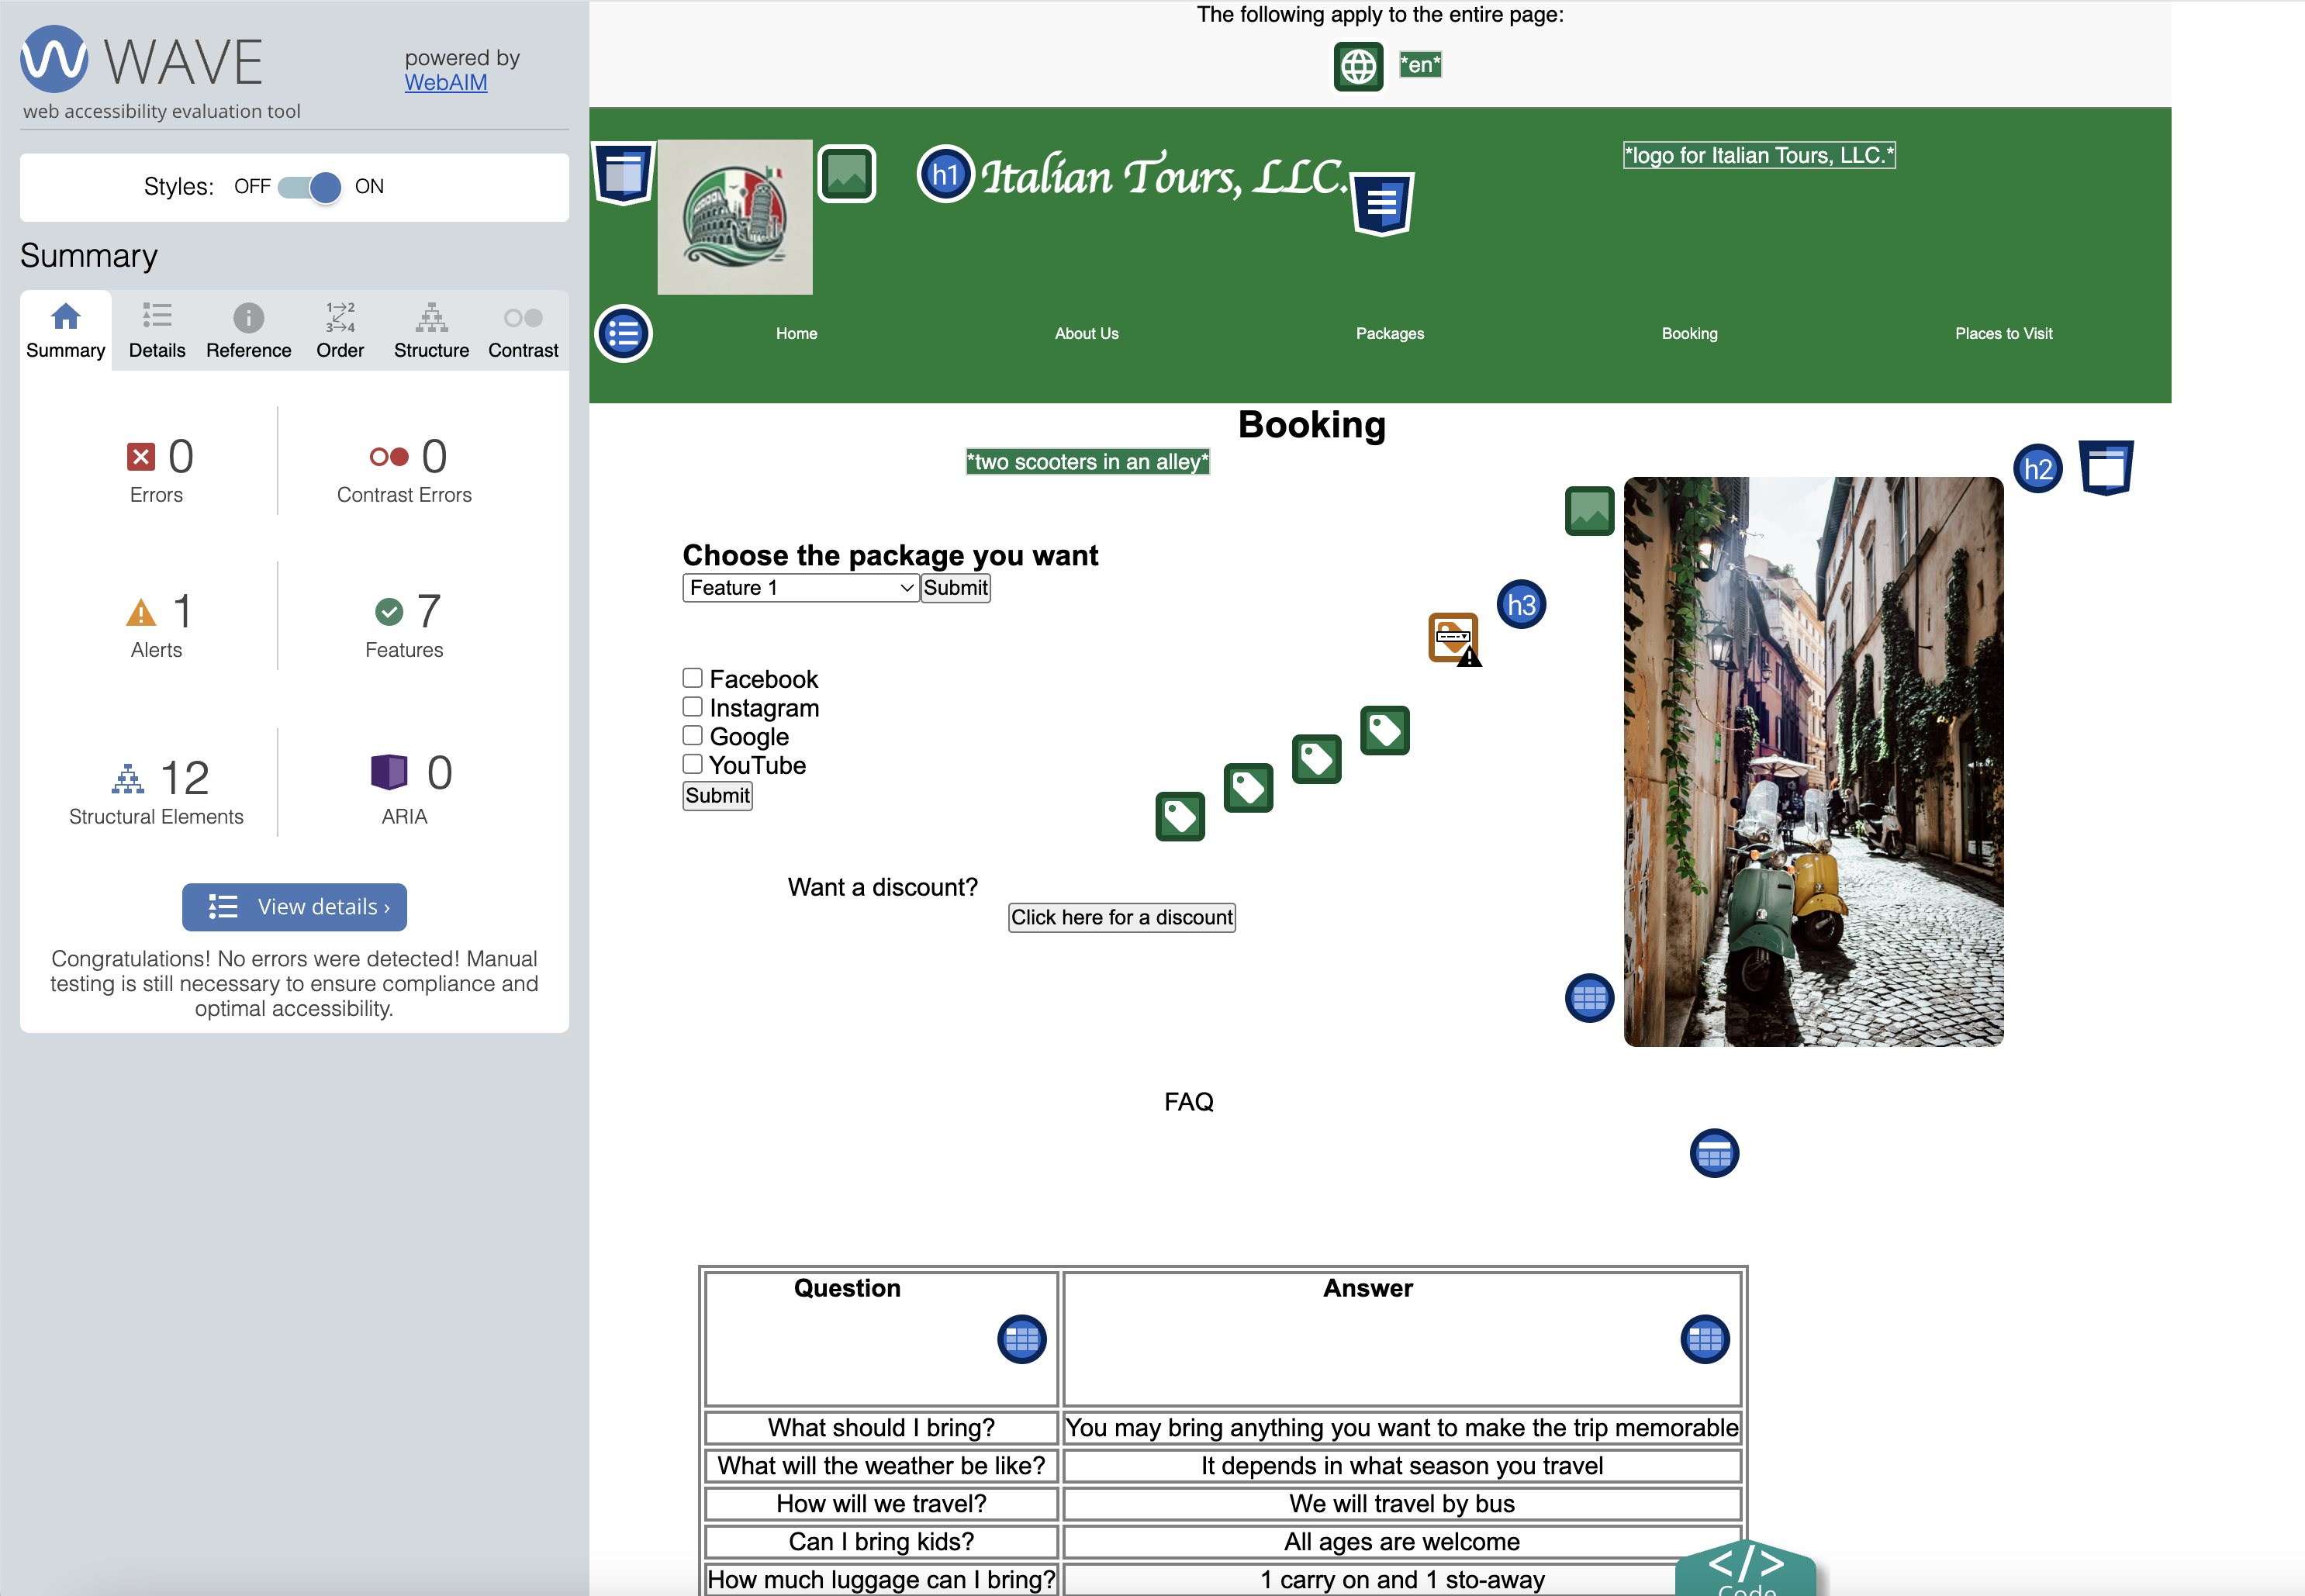 WAVE
powered by
WebAIM
web accessibility evaluation tool
Styles: OFF ON
Summary
Summary Details Reference Order Structure Contrast
1 2
3 4
0 Errors
0 Contrast Errors
1 Alerts
7 Features
12 Structural Elements
0 ARIA
View details ›
Congratulations! No errors were detected! Manual
testing is still necessary to ensure compliance and
optimal accessibility.
The following apply to the entire page:
*en*
h1 Italian Tours, LLC.
*logo for Italian Tours, LLC.*
Home About Us Packages Booking Places to Visit
Booking
h2
*two scooters in an alley*
Choose the package you want
h3
Feature 1 Submit
Facebook
Instagram
Google
YouTube
Submit
Want a discount?
Click here for a discount
FAQ
Question Answer
What should I bring? You may bring anything you want to make the trip memorable
What will the weather be like? It depends in what season you travel
How will we travel? We will travel by bus
Can I bring kids? All ages are welcome
How much luggage can I bring? 1 carry on and 1 sto-away
</> Code